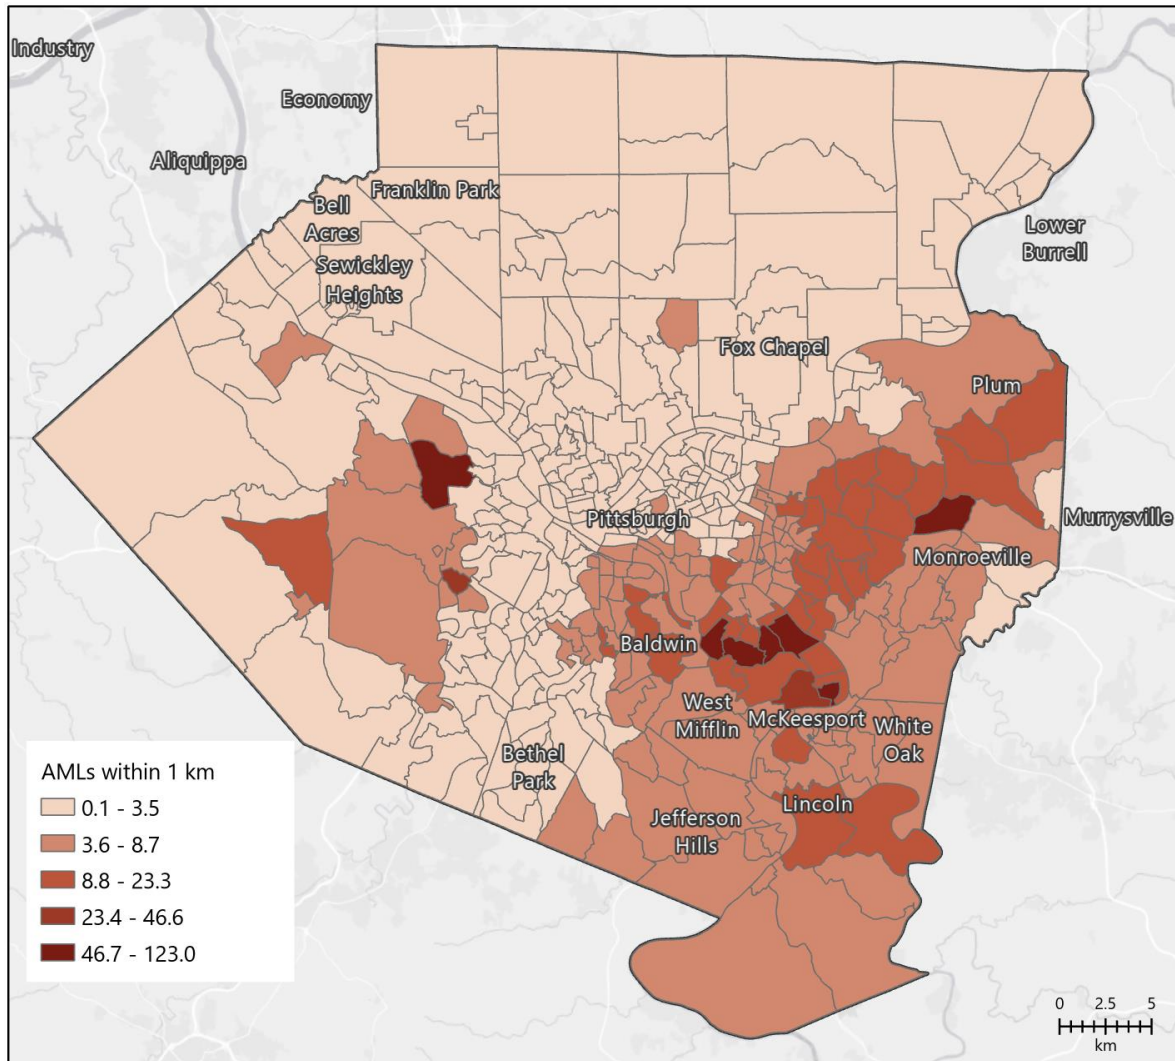 Industry
Economy
Aliquippa
Franklin Park
Bell
Acres
Lower
Burrell
Sewickley
Heights
Fox Chapel
Plum
Pittsburgh
Murrysville
Monroeville
Baldwin
West
Mifflin
McKeesport
White
Oak
Bethel
Park
Lincoln
Jefferson
Hills
AMLs within 1 km
0.1 - 3.5
3.6 - 8.7
8.8 - 23.3
23.4 - 46.6
46.7 - 123.0
0 2.5 5
km